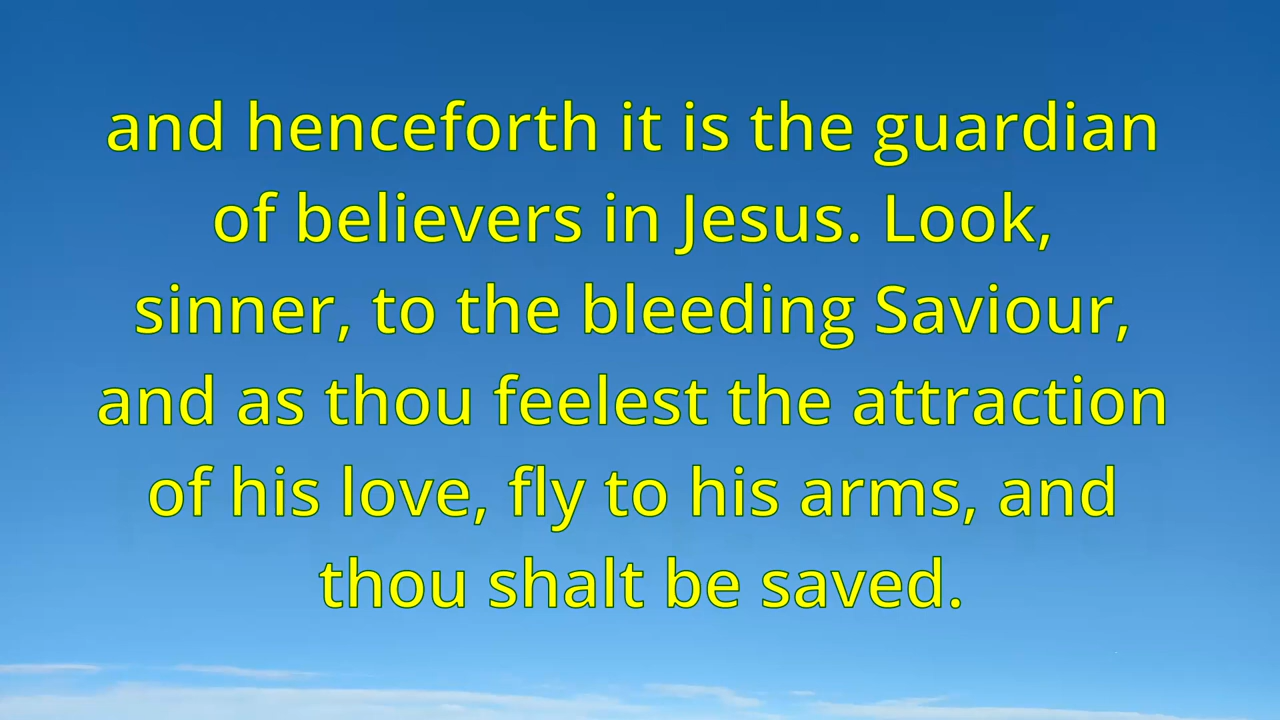 and henceforth it is the guardian
of believers in Jesus. Look,
sinner, to the bleeding Saviour,
and as thou feelest the attraction
of his love, fly to his arms, and
thou shalt be saved.